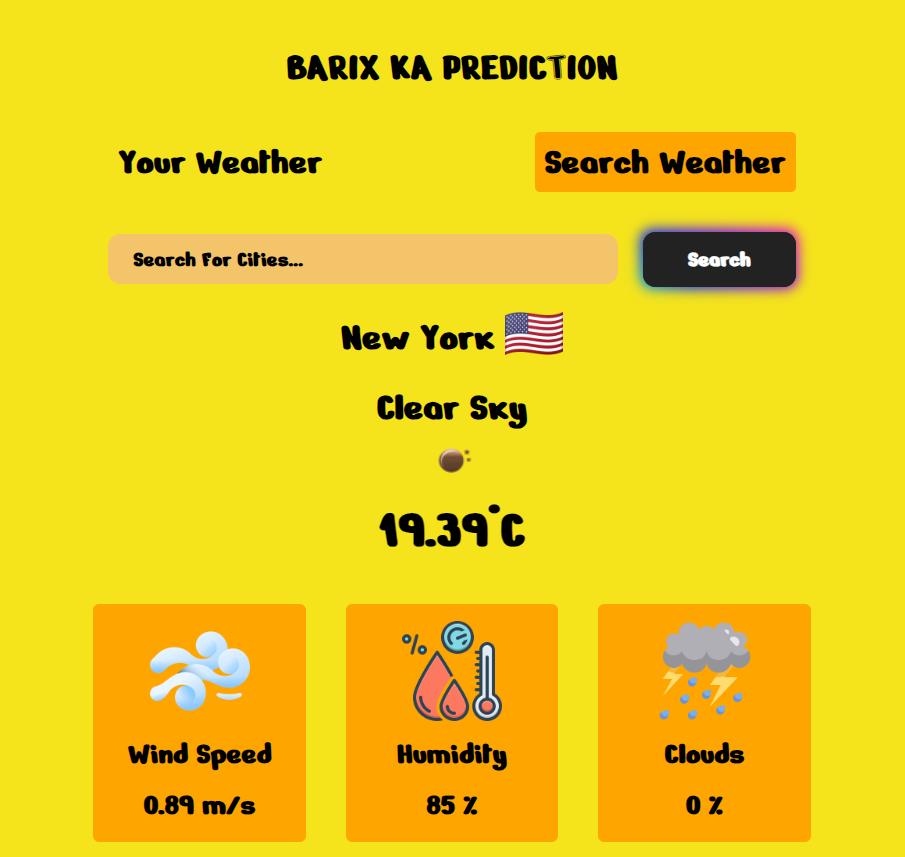 BARIX KA PREDICTION
Your Weather
Search Weather
Search For Cities...
Search
New York
Clear Sky
19.39°C
Wind Speed
Humidity
Clouds
0.89 m/s
85 %
0 %